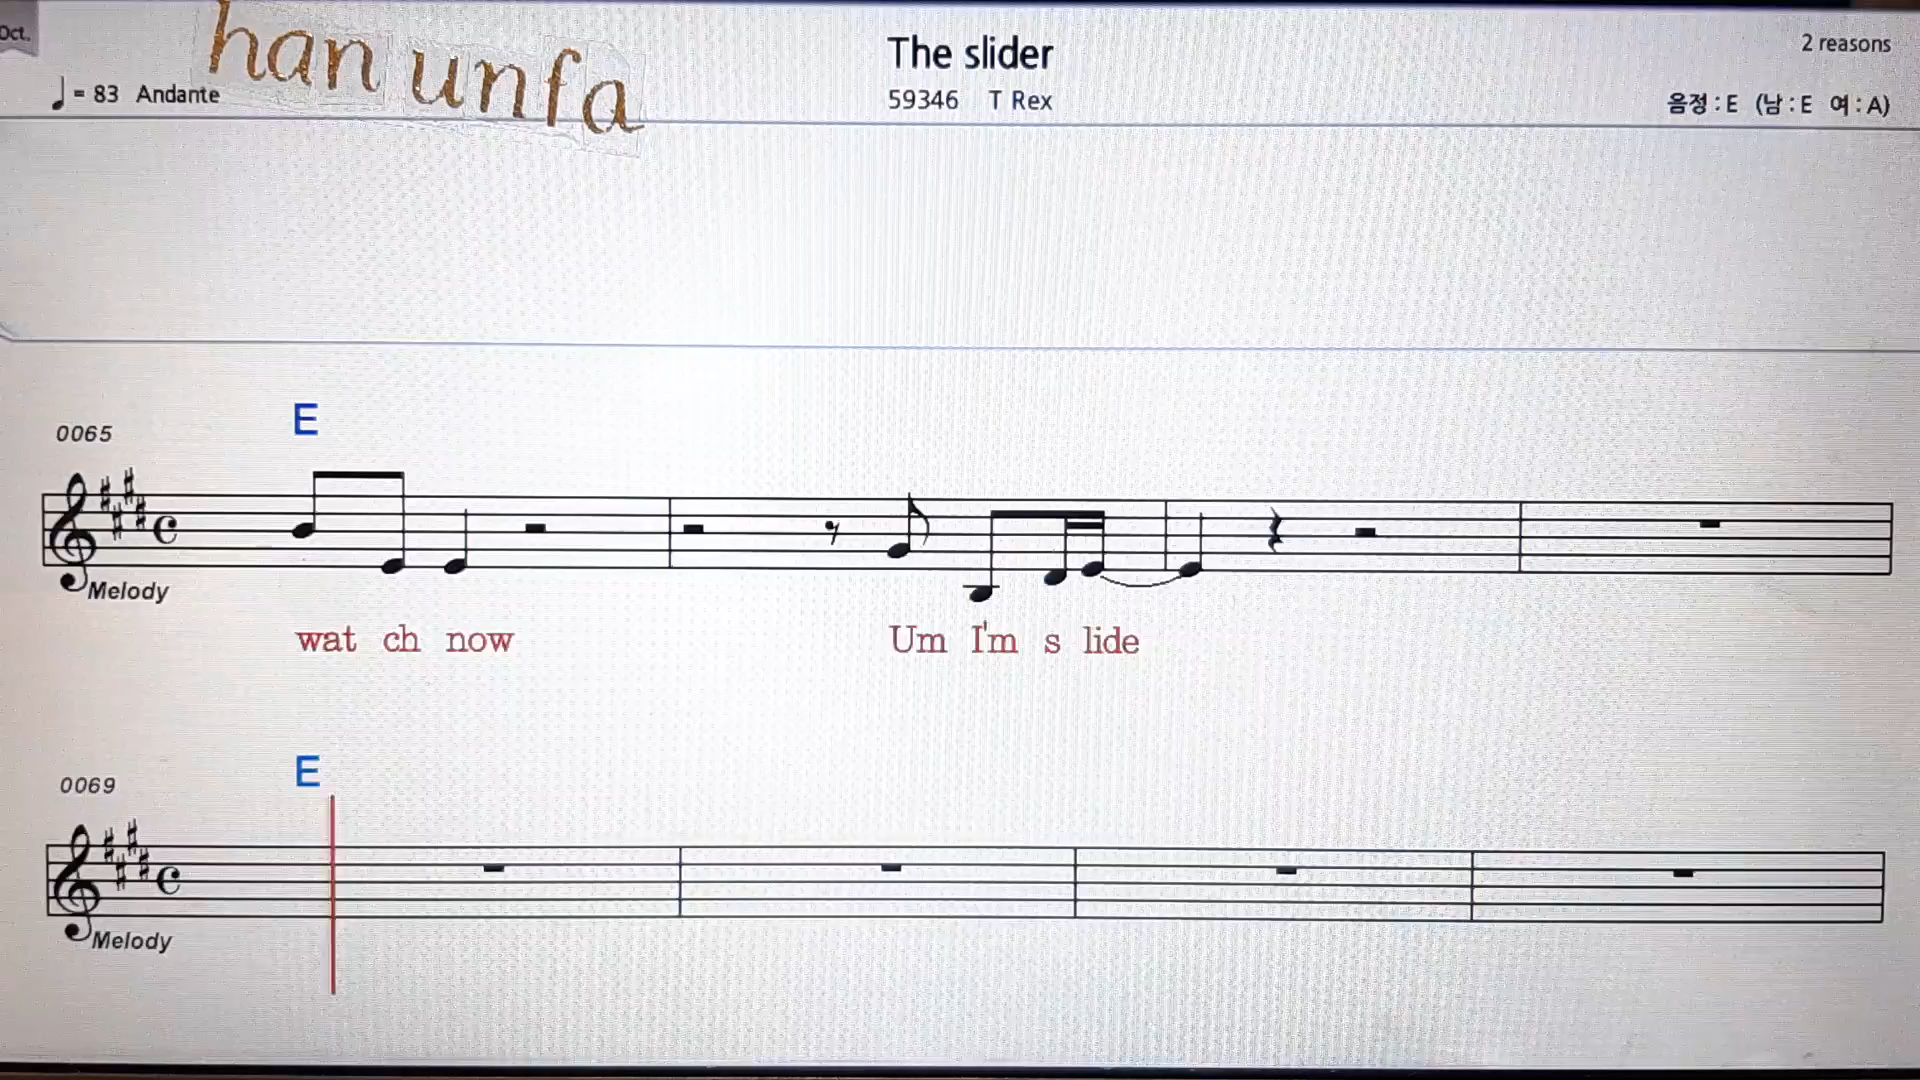 Oct.
han unfa
The slider
2 reasons
♩ = 83 Andante
59346 T Rex
음정 : E (남 : E 여 : A)
0065
E
Melody
wat ch now Um I'm s lide
0069
E
Melody